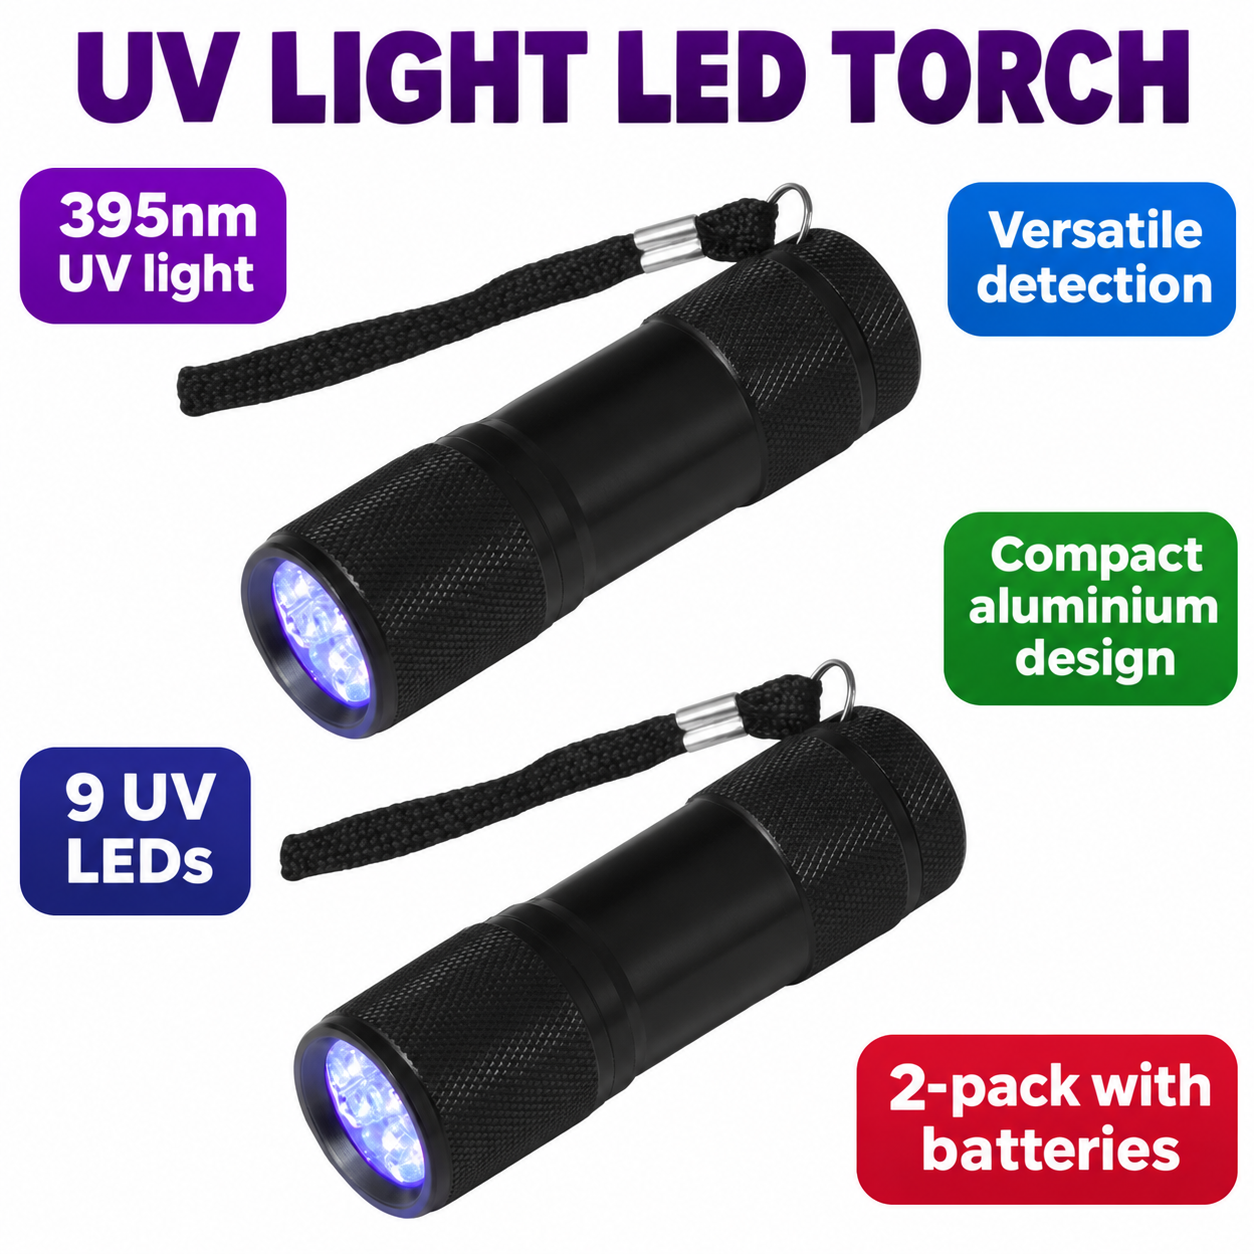 UV LIGHT LED TORCH
395nm
UV light
Versatile
detection
Compact
aluminium
design
9 UV
LEDs
2-pack with
batteries